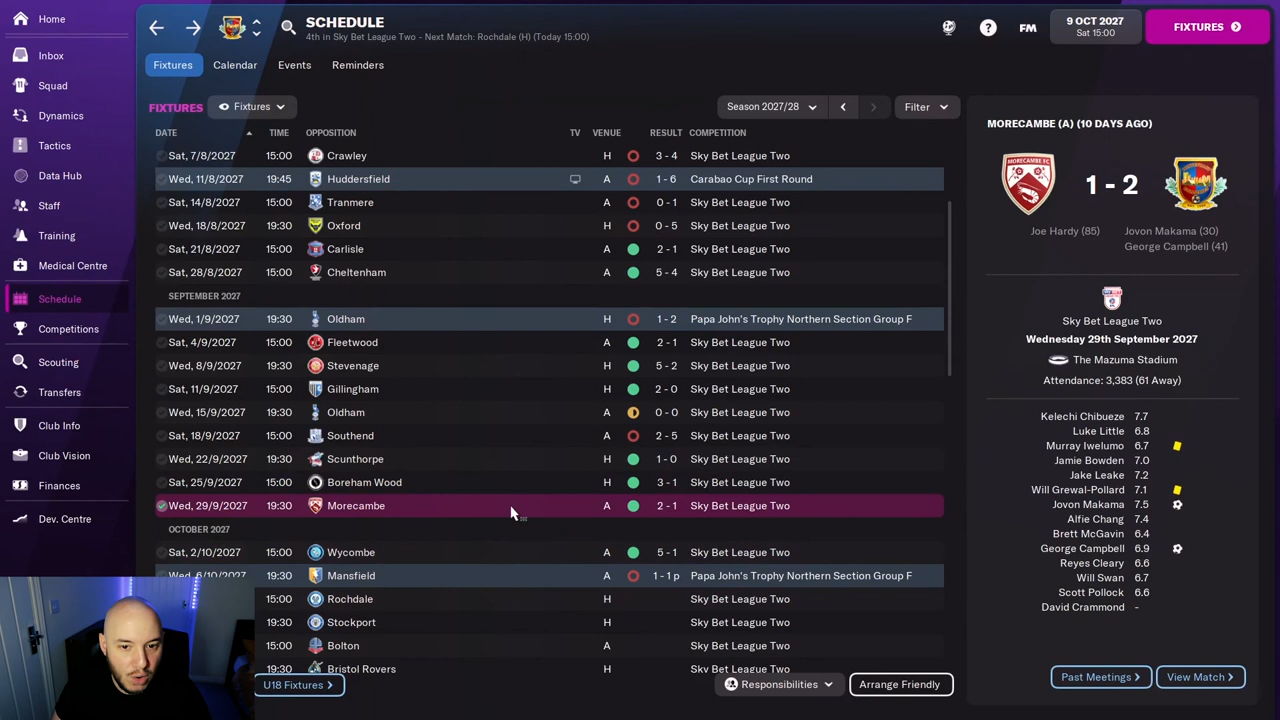 Home
SCHEDULE
4th in Sky Bet League Two - Next Match: Rochdale (H) (Today 15:00)
? FM 9 OCT 2027
Sat 15:00
FIXTURES
Inbox
Squad
Dynamics
Tactics
Data Hub
Staff
Training
Medical Centre
Schedule
Competitions
Scouting
Transfers
Club Info
Club Vision
Finances
Dev. Centre
Fixtures Calendar Events Reminders
FIXTURES Fixtures Season 2027/28 Filter
DATE TIME OPPOSITION TV VENUE RESULT COMPETITION
Sat, 7/8/2027 15:00 Crawley H 3 - 4 Sky Bet League Two
Wed, 11/8/2027 19:45 Huddersfield A 1 - 6 Carabao Cup First Round
Sat, 14/8/2027 15:00 Tranmere A 0 - 1 Sky Bet League Two
Wed, 18/8/2027 19:30 Oxford H 0 - 5 Sky Bet League Two
Sat, 21/8/2027 15:00 Carlisle A 2 - 1 Sky Bet League Two
Sat, 28/8/2027 15:00 Cheltenham H 5 - 4 Sky Bet League Two
SEPTEMBER 2027
Wed, 1/9/2027 19:30 Oldham H 1 - 2 Papa John's Trophy Northern Section Group F
Sat, 4/9/2027 15:00 Fleetwood A 2 - 1 Sky Bet League Two
Wed, 8/9/2027 19:30 Stevenage H 5 - 2 Sky Bet League Two
Sat, 11/9/2027 15:00 Gillingham H 2 - 0 Sky Bet League Two
Wed, 15/9/2027 19:30 Oldham A 0 - 0 Sky Bet League Two
Sat, 18/9/2027 15:00 Southend A 2 - 5 Sky Bet League Two
Wed, 22/9/2027 19:30 Scunthorpe H 1 - 0 Sky Bet League Two
Sat, 25/9/2027 15:00 Boreham Wood H 3 - 1 Sky Bet League Two
Wed, 29/9/2027 19:30 Morecambe A 2 - 1 Sky Bet League Two
OCTOBER 2027
Sat, 2/10/2027 15:00 Wycombe A 5 - 1 Sky Bet League Two
Wed, 6/10/2027 19:30 Mansfield A 1 - 1 p Papa John's Trophy Northern Section Group F
15:00 Rochdale H Sky Bet League Two
19:30 Stockport H Sky Bet League Two
15:00 Bolton A Sky Bet League Two
19:30 Bristol Rovers H Sky Bet League Two
U18 Fixtures Responsibilities Arrange Friendly
MORECAMBE (A) (10 DAYS AGO)
MORECAMBE FC
1 - 2
Joe Hardy (85) Jovon Makama (30)
George Campbell (41)
Sky Bet League Two
Wednesday 29th September 2027
The Mazuma Stadium
Attendance: 3,383 (61 Away)
Kelechi Chibueze 7.7
Luke Little 6.8
Murray Iwelumo 6.7
Jamie Bowden 7.0
Jake Leake 7.2
Will Grewal-Pollard 7.1
Jovon Makama 7.5
Alfie Chang 7.4
Brett McGavin 6.4
George Campbell 6.9
Reyes Cleary 6.6
Will Swan 6.7
Scott Pollock 6.6
David Crammond -
Past Meetings View Match